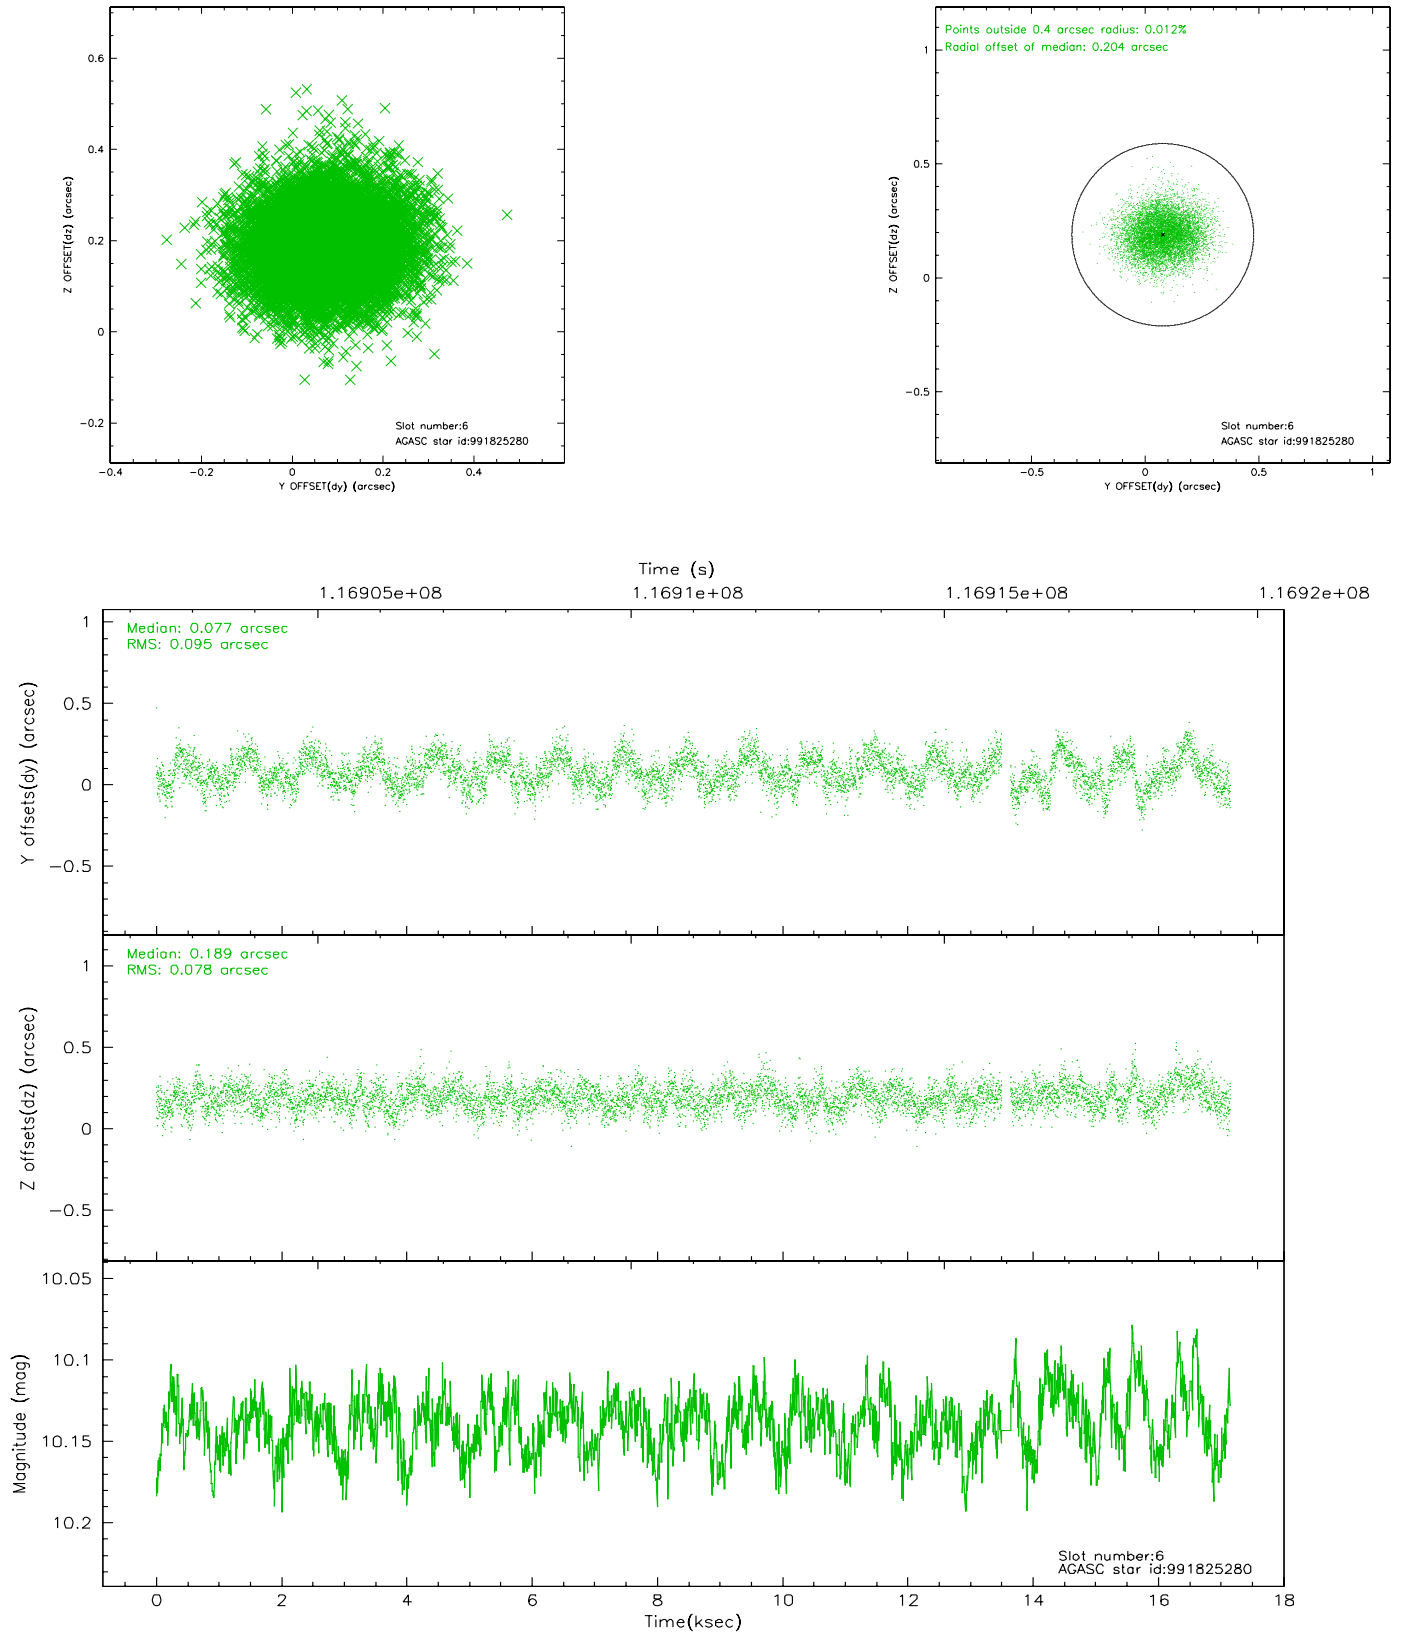 0.6
0.4
0.2
0
−0.2
Z OFFSET(dz) (arcsec)
Slot number:6
AGASC star id:991825280
−0.4 −0.2 0 0.2 0.4
Y OFFSET(dy) (arcsec)
Points outside 0.4 arcsec radius: 0.012%
Radial offset of median: 0.204 arcsec
1
0.5
0
−0.5
Z OFFSET(dz) (arcsec)
Slot number:6
AGASC star id:991825280
−0.5 0 0.5 1
Y OFFSET(dy) (arcsec)
Time (s)
1.16905e+08 1.1691e+08 1.16915e+08 1.1692e+08
Median: 0.077 arcsec
RMS: 0.095 arcsec
1
0.5
0
−0.5
Y offsets(dy) (arcsec)
Median: 0.189 arcsec
RMS: 0.078 arcsec
1
0.5
0
−0.5
Z offsets(dz) (arcsec)
10.05
10.1
10.15
10.2
Magnitude (mag)
Slot number:6
AGASC star id:991825280
0 2 4 6 8 10 12 14 16 18
Time(ksec)